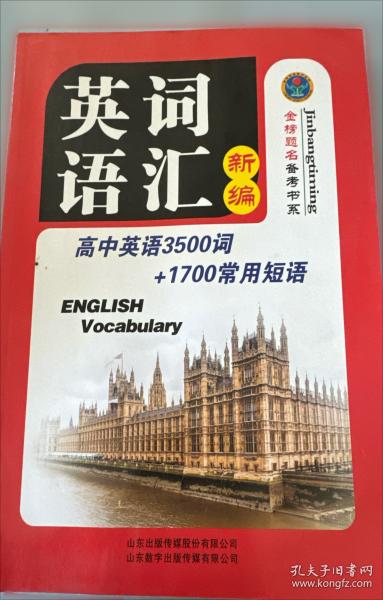 英语词汇
新编
Jinbangtiming
金榜题名备考书系
高中英语3500词
+1700常用短语
ENGLISH
Vocabulary
山东出版传媒股份有限公司
山东数字出版传媒有限公司
孔夫子旧书网
www.kongfz.com